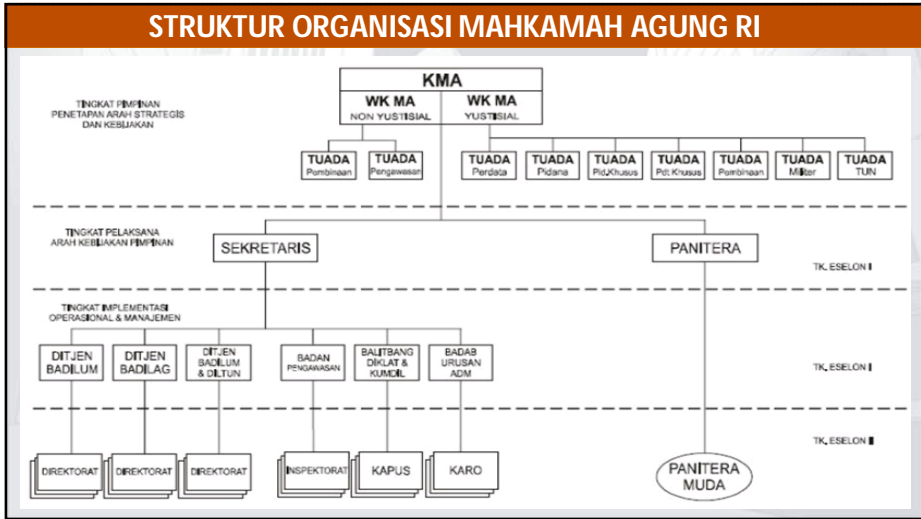 STRUKTUR ORGANISASI MAHKAMAH AGUNG RI
TINGKAT PIMPINAN
PENETAPAN ARAH STRATEGIS
DAN KEBIJAKAN
KMA
WK MA
NON YUSTISIAL
WK MA
YUSTISIAL
TUADA
Pembinaan
TUADA
Pengawasan
TUADA
Perdata
TUADA
Pidana
TUADA
Pid.Khusus
TUADA
Pdt Khusus
TUADA
Pembinaan
TUADA
Militer
TUADA
TUN
TINGKAT PELAKSANA
ARAH KEBIJAKAN PIMPINAN
SEKRETARIS
PANITERA
TK. ESELON I
TINGKAT IMPLEMENTASI
OPERASIONAL & MANAJEMEN
DITJEN
BADILUM
DITJEN
BADILAG
DITJEN
BADILUM
& DILTUN
BADAN
PENGAWASAN
BALITBANG
DIKLAT &
KUMDIL
BADAB
URUSAN
ADM
TK. ESELON I
TK. ESELON II
DIREKTORAT
DIREKTORAT
DIREKTORAT
INSPEKTORAT
KAPUS
KARO
PANITERA
MUDA